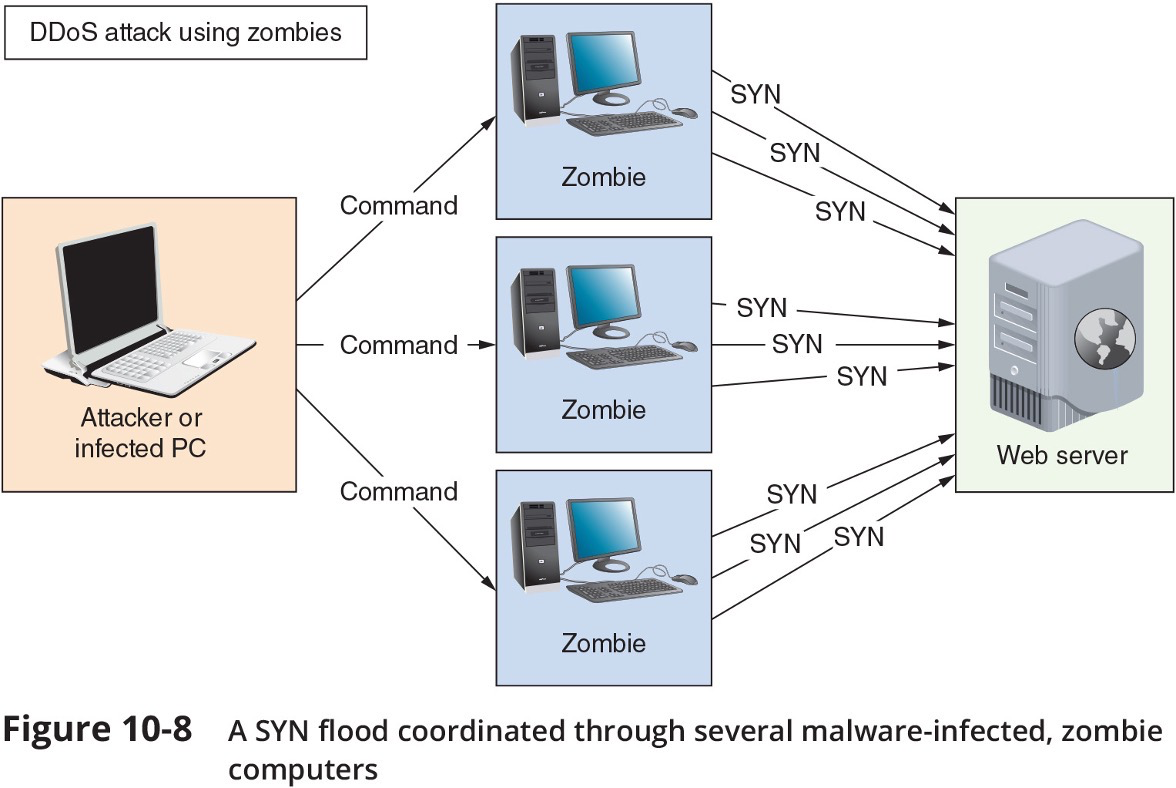 DDoS attack using zombies
Command
Command
Command
Attacker or
infected PC
Zombie
Zombie
Zombie
SYN
SYN
SYN
SYN
SYN
SYN
SYN
SYN
SYN
Web server
Figure 10-8 A SYN flood coordinated through several malware-infected, zombie
computers